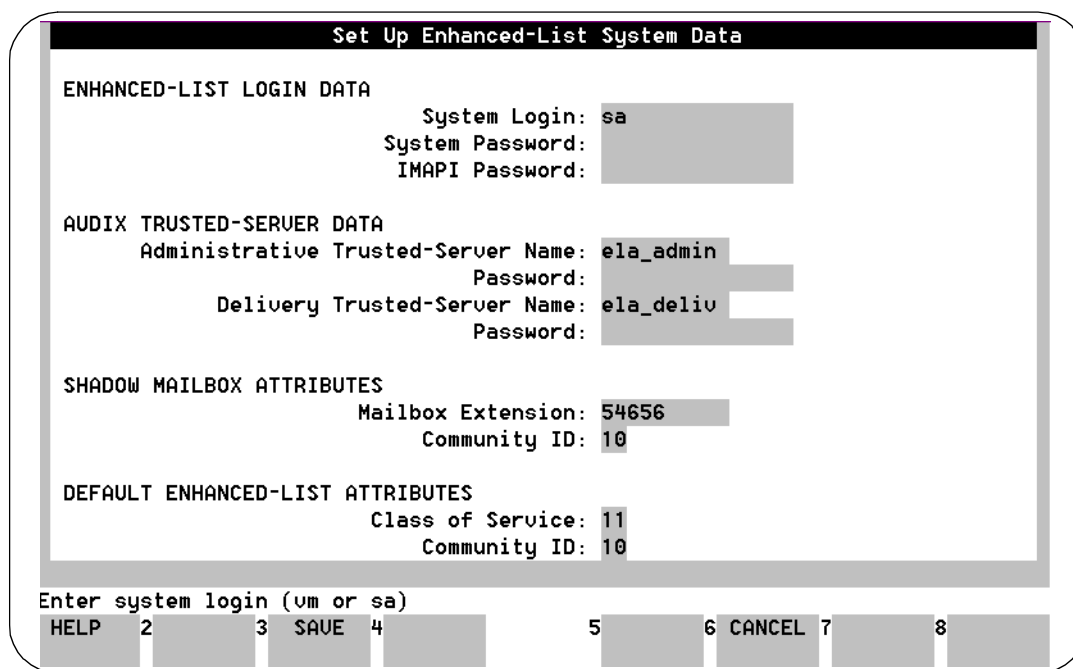 Set Up Enhanced-List System Data
ENHANCED-LIST LOGIN DATA
System Login: sa
System Password:
IMAPI Password:
AUDIX TRUSTED-SERVER DATA
Administrative Trusted-Server Name: ela_admin
Password:
Delivery Trusted-Server Name: ela_deliv
Password:
SHADOW MAILBOX ATTRIBUTES
Mailbox Extension: 54656
Community ID: 10
DEFAULT ENHANCED-LIST ATTRIBUTES
Class of Service: 11
Community ID: 10
Enter system login (vm or sa)
HELP 2 3 SAVE 4 5 6 CANCEL 7 8